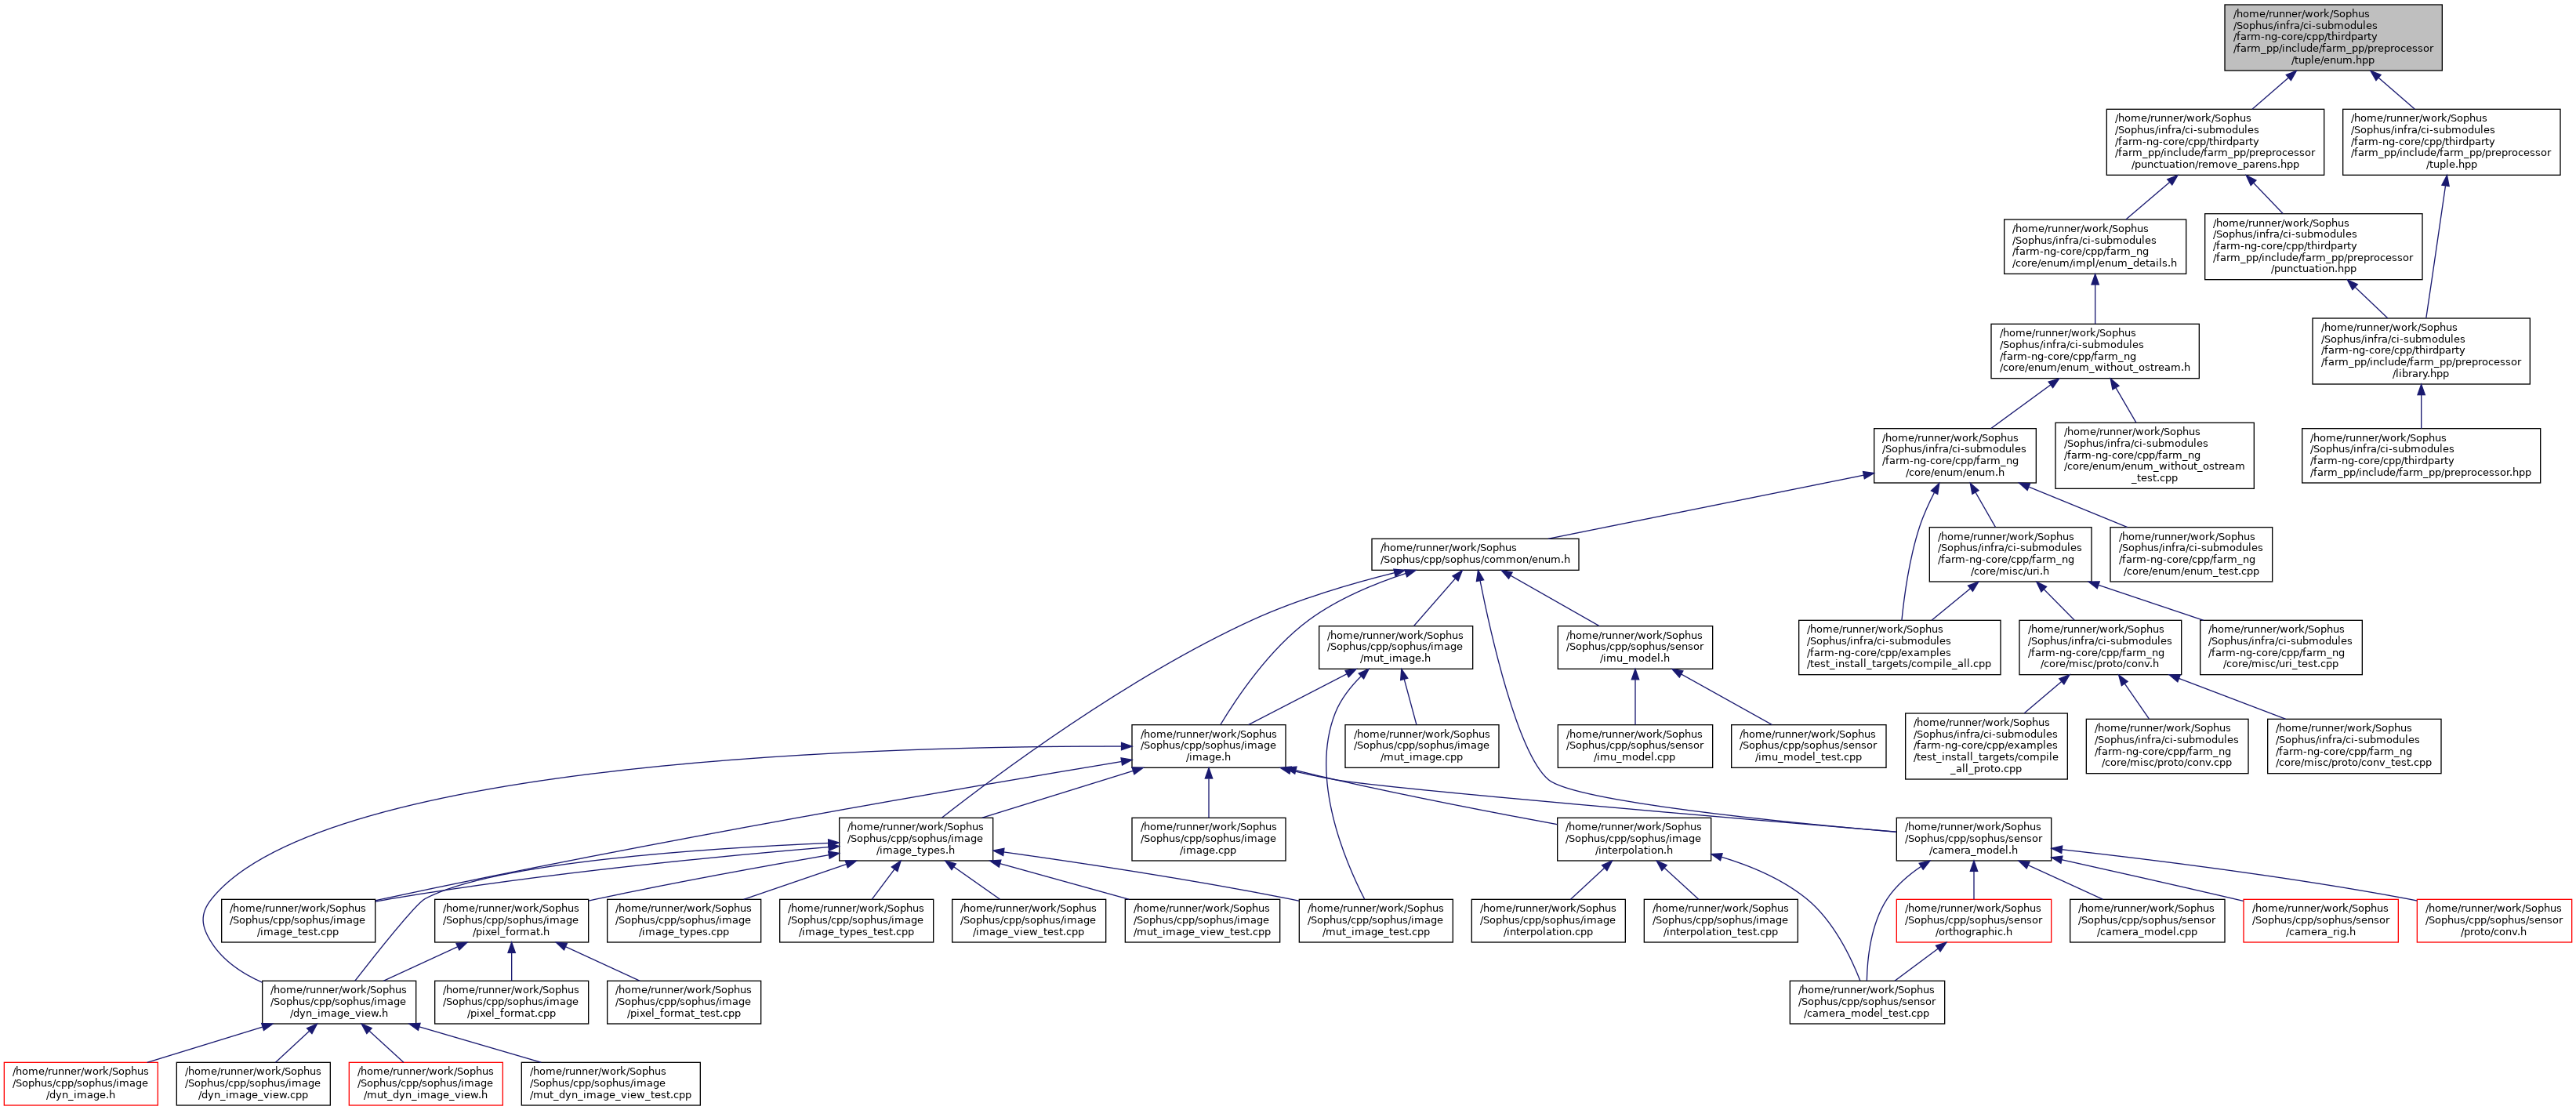 /home/runner/work/Sophus
/Sophus/infra/ci-submodules
/farm-ng-core/cpp/thirdparty
/farm_pp/include/farm_pp/preprocessor
/tuple/enum.hpp
/home/runner/work/Sophus
/Sophus/infra/ci-submodules
/farm-ng-core/cpp/thirdparty
/farm_pp/include/farm_pp/preprocessor
/punctuation/remove_parens.hpp
/home/runner/work/Sophus
/Sophus/infra/ci-submodules
/farm-ng-core/cpp/thirdparty
/farm_pp/include/farm_pp/preprocessor
/tuple.hpp
/home/runner/work/Sophus
/Sophus/infra/ci-submodules
/farm-ng-core/cpp/farm_ng
/core/enum/impl/enum_details.h
/home/runner/work/Sophus
/Sophus/infra/ci-submodules
/farm-ng-core/cpp/thirdparty
/farm_pp/include/farm_pp/preprocessor
/punctuation.hpp
/home/runner/work/Sophus
/Sophus/infra/ci-submodules
/farm-ng-core/cpp/farm_ng
/core/enum/enum_without_ostream.h
/home/runner/work/Sophus
/Sophus/infra/ci-submodules
/farm-ng-core/cpp/thirdparty
/farm_pp/include/farm_pp/preprocessor
/library.hpp
/home/runner/work/Sophus
/Sophus/infra/ci-submodules
/farm-ng-core/cpp/farm_ng
/core/enum/enum.h
/home/runner/work/Sophus
/Sophus/infra/ci-submodules
/farm-ng-core/cpp/farm_ng
/core/enum/enum_without_ostream
_test.cpp
/home/runner/work/Sophus
/Sophus/infra/ci-submodules
/farm-ng-core/cpp/thirdparty
/farm_pp/include/farm_pp/preprocessor.hpp
/home/runner/work/Sophus
/Sophus/cpp/sophus/common/enum.h
/home/runner/work/Sophus
/Sophus/infra/ci-submodules
/farm-ng-core/cpp/farm_ng
/core/misc/uri.h
/home/runner/work/Sophus
/Sophus/infra/ci-submodules
/farm-ng-core/cpp/farm_ng
/core/enum/enum_test.cpp
/home/runner/work/Sophus
/Sophus/cpp/sophus/image
/mut_image.h
/home/runner/work/Sophus
/Sophus/cpp/sophus/sensor
/imu_model.h
/home/runner/work/Sophus
/Sophus/infra/ci-submodules
/farm-ng-core/cpp/examples
/test_install_targets/compile_all.cpp
/home/runner/work/Sophus
/Sophus/infra/ci-submodules
/farm-ng-core/cpp/farm_ng
/core/misc/proto/conv.h
/home/runner/work/Sophus
/Sophus/infra/ci-submodules
/farm-ng-core/cpp/farm_ng
/core/misc/uri_test.cpp
/home/runner/work/Sophus
/Sophus/cpp/sophus/image
/image.h
/home/runner/work/Sophus
/Sophus/cpp/sophus/image
/mut_image.cpp
/home/runner/work/Sophus
/Sophus/cpp/sophus/sensor
/imu_model.cpp
/home/runner/work/Sophus
/Sophus/cpp/sophus/sensor
/imu_model_test.cpp
/home/runner/work/Sophus
/Sophus/infra/ci-submodules
/farm-ng-core/cpp/examples
/test_install_targets/compile
_all_proto.cpp
/home/runner/work/Sophus
/Sophus/infra/ci-submodules
/farm-ng-core/cpp/farm_ng
/core/misc/proto/conv.cpp
/home/runner/work/Sophus
/Sophus/infra/ci-submodules
/farm-ng-core/cpp/farm_ng
/core/misc/proto/conv_test.cpp
/home/runner/work/Sophus
/Sophus/cpp/sophus/image
/image_types.h
/home/runner/work/Sophus
/Sophus/cpp/sophus/image
/image.cpp
/home/runner/work/Sophus
/Sophus/cpp/sophus/image
/interpolation.h
/home/runner/work/Sophus
/Sophus/cpp/sophus/sensor
/camera_model.h
/home/runner/work/Sophus
/Sophus/cpp/sophus/image
/image_test.cpp
/home/runner/work/Sophus
/Sophus/cpp/sophus/image
/pixel_format.h
/home/runner/work/Sophus
/Sophus/cpp/sophus/image
/image_types.cpp
/home/runner/work/Sophus
/Sophus/cpp/sophus/image
/image_types_test.cpp
/home/runner/work/Sophus
/Sophus/cpp/sophus/image
/image_view_test.cpp
/home/runner/work/Sophus
/Sophus/cpp/sophus/image
/mut_image_view_test.cpp
/home/runner/work/Sophus
/Sophus/cpp/sophus/image
/mut_image_test.cpp
/home/runner/work/Sophus
/Sophus/cpp/sophus/image
/interpolation.cpp
/home/runner/work/Sophus
/Sophus/cpp/sophus/image
/interpolation_test.cpp
/home/runner/work/Sophus
/Sophus/cpp/sophus/sensor
/orthographic.h
/home/runner/work/Sophus
/Sophus/cpp/sophus/sensor
/camera_model.cpp
/home/runner/work/Sophus
/Sophus/cpp/sophus/sensor
/camera_rig.h
/home/runner/work/Sophus
/Sophus/cpp/sophus/sensor
/proto/conv.h
/home/runner/work/Sophus
/Sophus/cpp/sophus/image
/dyn_image_view.h
/home/runner/work/Sophus
/Sophus/cpp/sophus/image
/pixel_format.cpp
/home/runner/work/Sophus
/Sophus/cpp/sophus/image
/pixel_format_test.cpp
/home/runner/work/Sophus
/Sophus/cpp/sophus/sensor
/camera_model_test.cpp
/home/runner/work/Sophus
/Sophus/cpp/sophus/image
/dyn_image.h
/home/runner/work/Sophus
/Sophus/cpp/sophus/image
/dyn_image_view.cpp
/home/runner/work/Sophus
/Sophus/cpp/sophus/image
/mut_dyn_image_view.h
/home/runner/work/Sophus
/Sophus/cpp/sophus/image
/mut_dyn_image_view_test.cpp